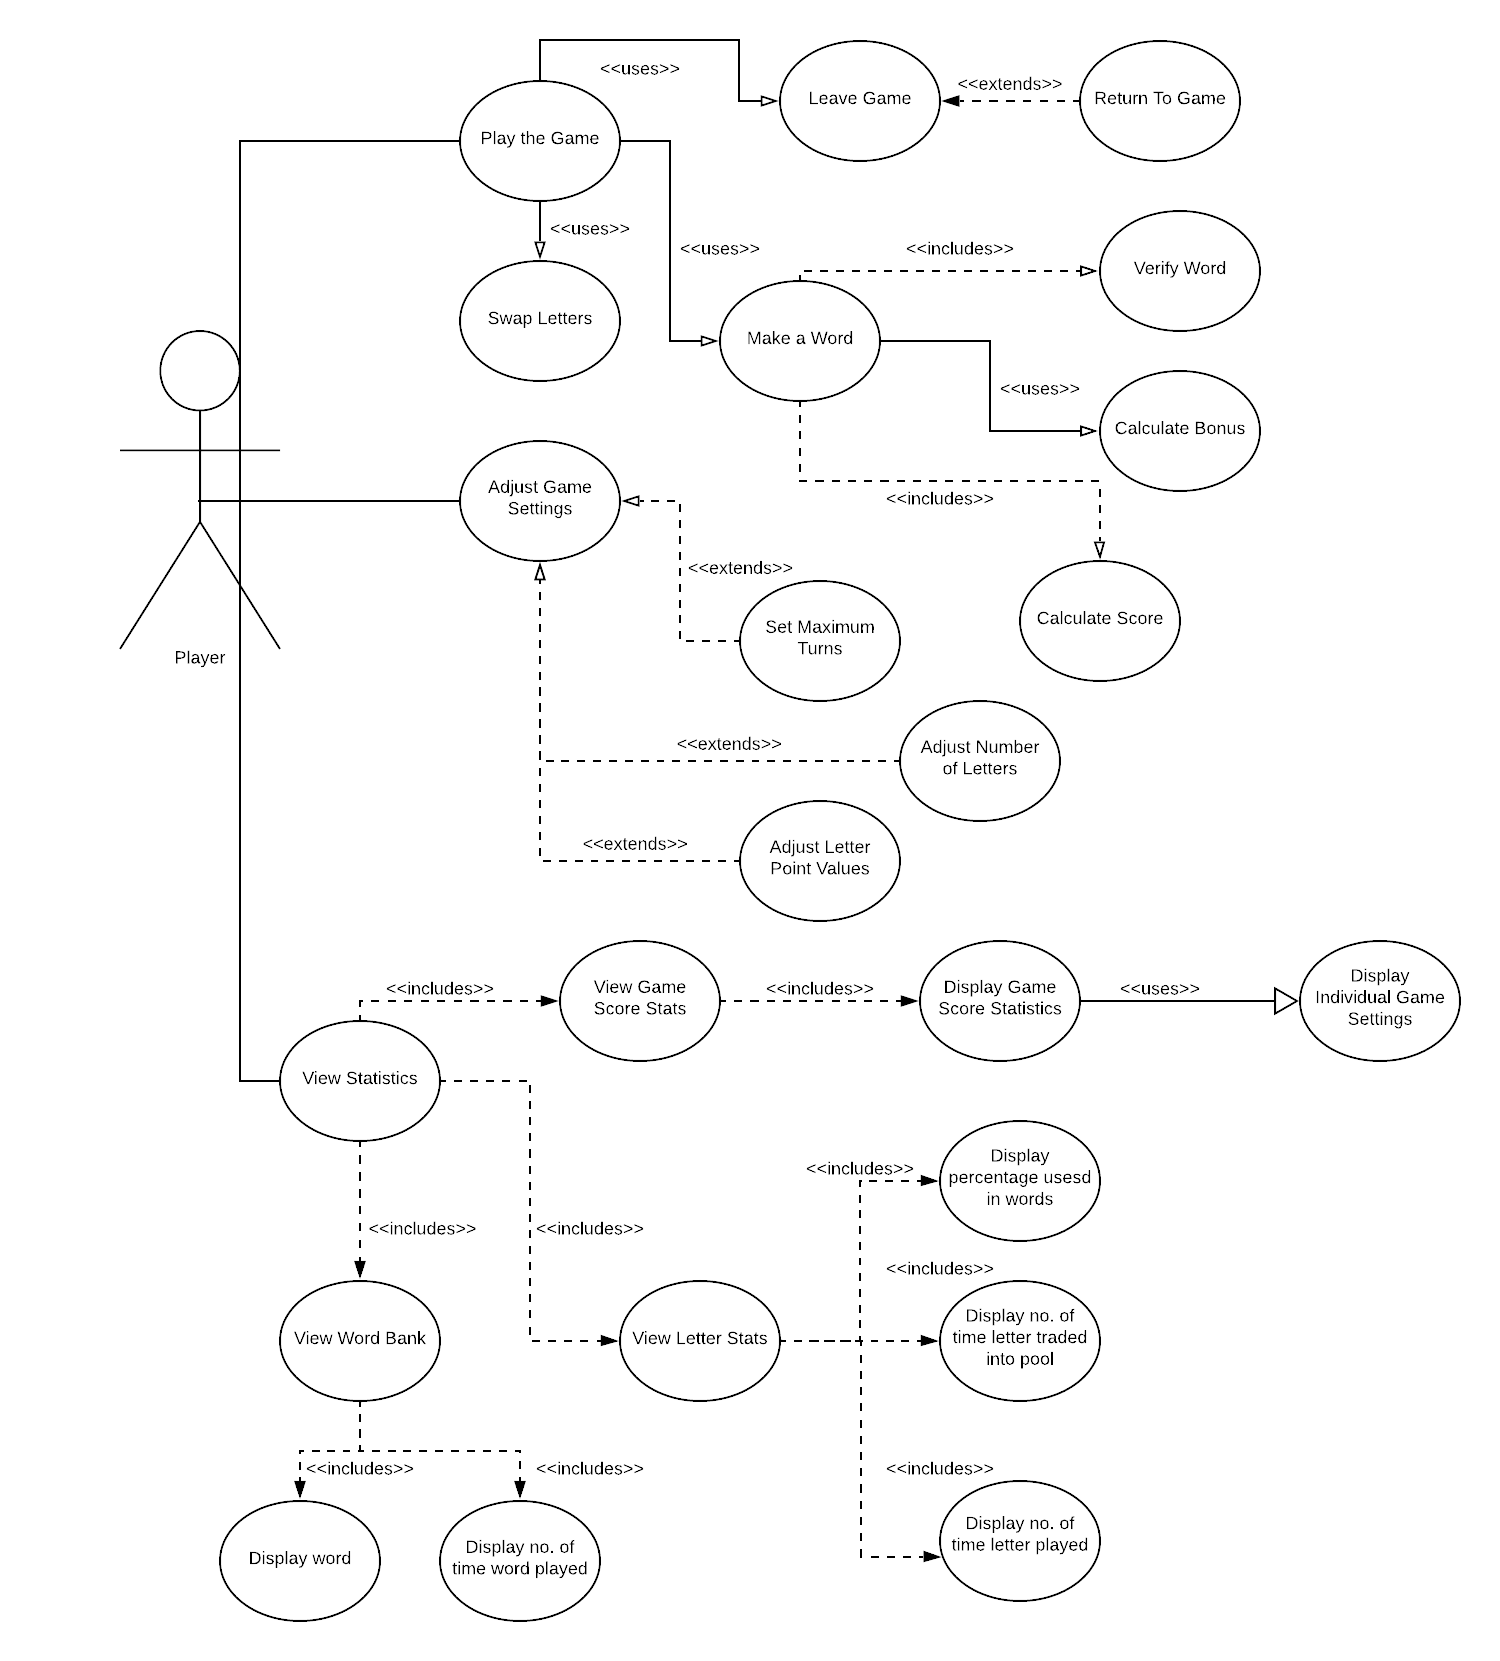 <<uses>>
Leave Game
<<extends>>
Return To Game
Play the Game
<<uses>>
<<uses>>
<<includes>>
Verify Word
Swap Letters
Make a Word
<<uses>>
Calculate Bonus
Adjust Game
Settings
<<includes>>
<<extends>>
Set Maximum
Turns
Calculate Score
Player
<<extends>>
Adjust Number
of Letters
<<extends>>
Adjust Letter
Point Values
<<includes>>
View Game
Score Stats
<<includes>>
Display Game
Score Statistics
<<uses>>
Display
Individual Game
Settings
View Statistics
<<includes>>
Display
percentage usesd
in words
<<includes>>
<<includes>>
<<includes>>
View Word Bank
View Letter Stats
Display no. of
time letter traded
into pool
<<includes>>
<<includes>>
<<includes>>
Display word
Display no. of
time word played
Display no. of
time letter played